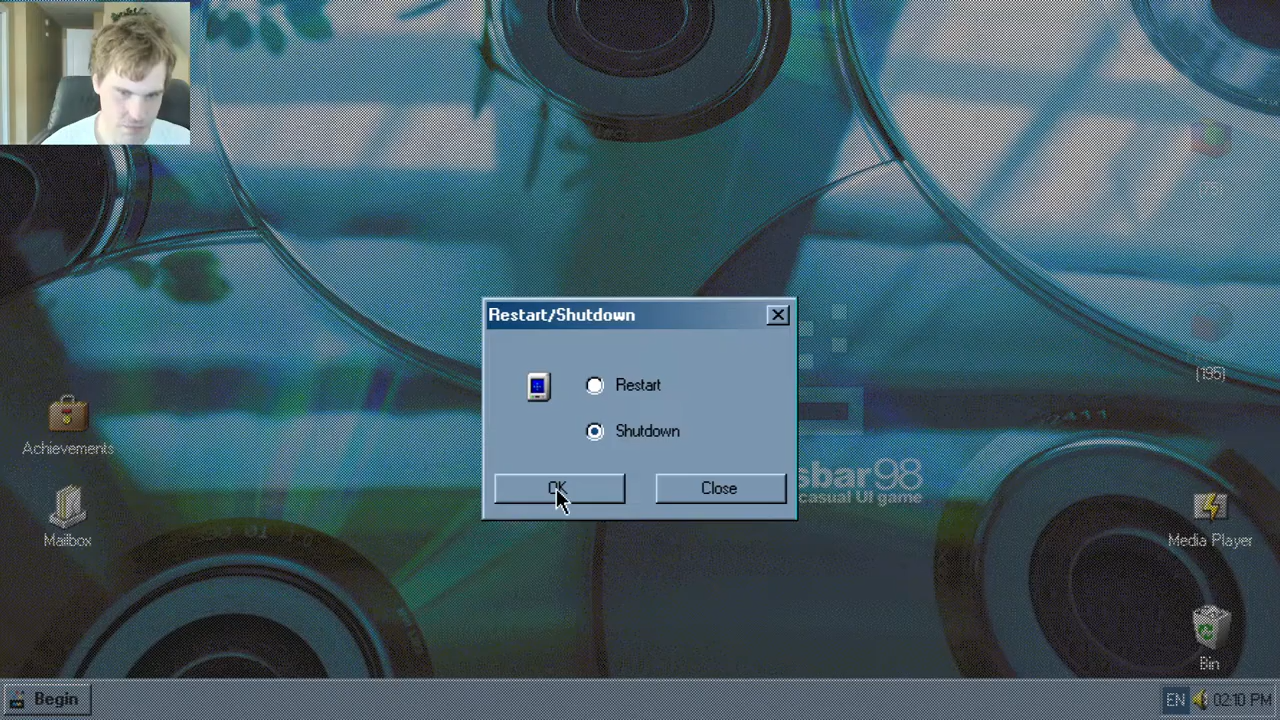 Restart/Shutdown
(75)
Restart
(195)
Shutdown
Achievements
sbar98
casual UI game
OK
Close
Mailbox
Media Player
Bin
Begin
EN
02:10 PM